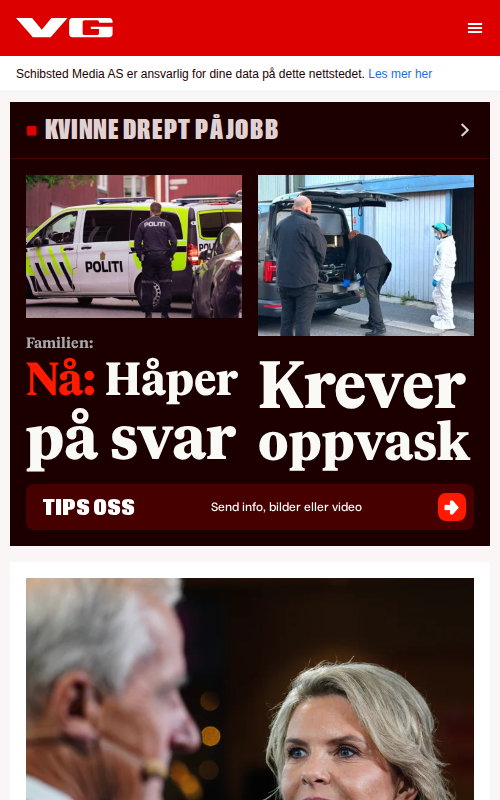 VG
Schibsted Media AS er ansvarlig for dine data på dette nettstedet. Les mer her
KVINNE DREPT PÅ JOBB
POLITI
POLITI
Familien:
Nå: Håper
på svar
Krever
oppvask
TIPS OSS
Send info, bilder eller video